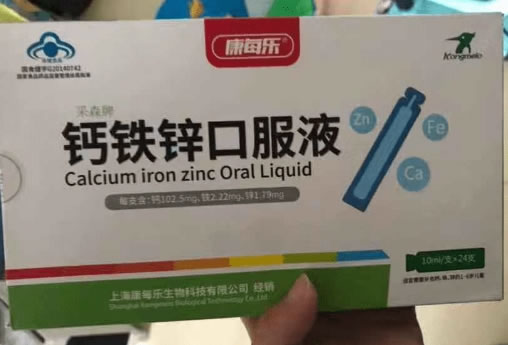 康每乐
Kangmelo
国食健字G20140742
采森牌
钙铁锌口服液
Calcium iron zinc Oral Liquid
每支含:钙102.5mg、铁2.22mg、锌1.79mg
Zn
Fe
Ca
10ml/支×24支
上海康每乐生物科技有限公司 经销